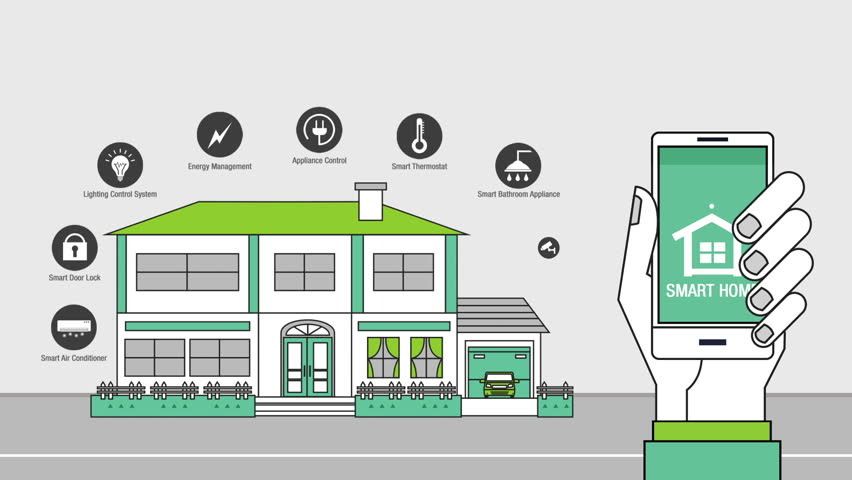 Appliance Control
Energy Management
Smart Thermostat
Lighting Control System
Smart Bathroom Appliance
Smart Door Lock
SMART HOM
Smart Air Conditioner